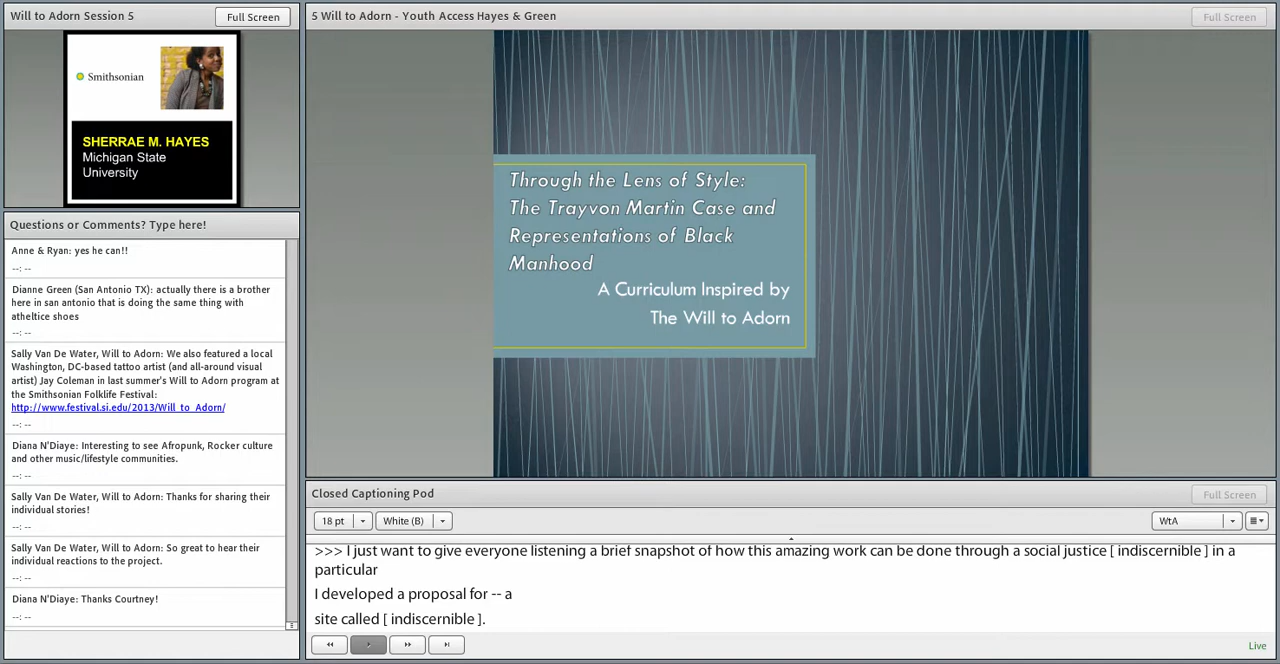 Will to Adorn Session 5
Full Screen
Smithsonian
SHERRAE M. HAYES
Michigan State
University
Questions or Comments? Type here!
Anne & Ryan: yes he can!!
--: --
Dianne Green (San Antonio TX): actually there is a brother
here in san antonio that is doing the same thing with
atheltice shoes
--: --
Sally Van De Water, Will to Adorn: We also featured a local
Washington, DC-based tattoo artist (and all-around visual
artist) Jay Coleman in last summer's Will to Adorn program at
the Smithsonian Folklife Festival:
http://www.festival.si.edu/2013/Will_to_Adorn/
--: --
Diana N'Diaye: Interesting to see Afropunk, Rocker culture
and other music/lifestyle communities.
--: --
Sally Van De Water, Will to Adorn: Thanks for sharing their
individual stories!
--: --
Sally Van De Water, Will to Adorn: So great to hear their
individual reactions to the project.
--: --
Diana N'Diaye: Thanks Courtney!
--: --
5 Will to Adorn - Youth Access Hayes & Green
Full Screen
Through the Lens of Style:
The Trayvon Martin Case and
Representations of Black
Manhood
A Curriculum Inspired by
The Will to Adorn
Closed Captioning Pod
Full Screen
18 pt
White (B)
WtA
>>> I just want to give everyone listening a brief snapshot of how this amazing work can be done through a social justice [ indiscernible ] in a
particular
I developed a proposal for -- a
site called [ indiscernible ].
Live